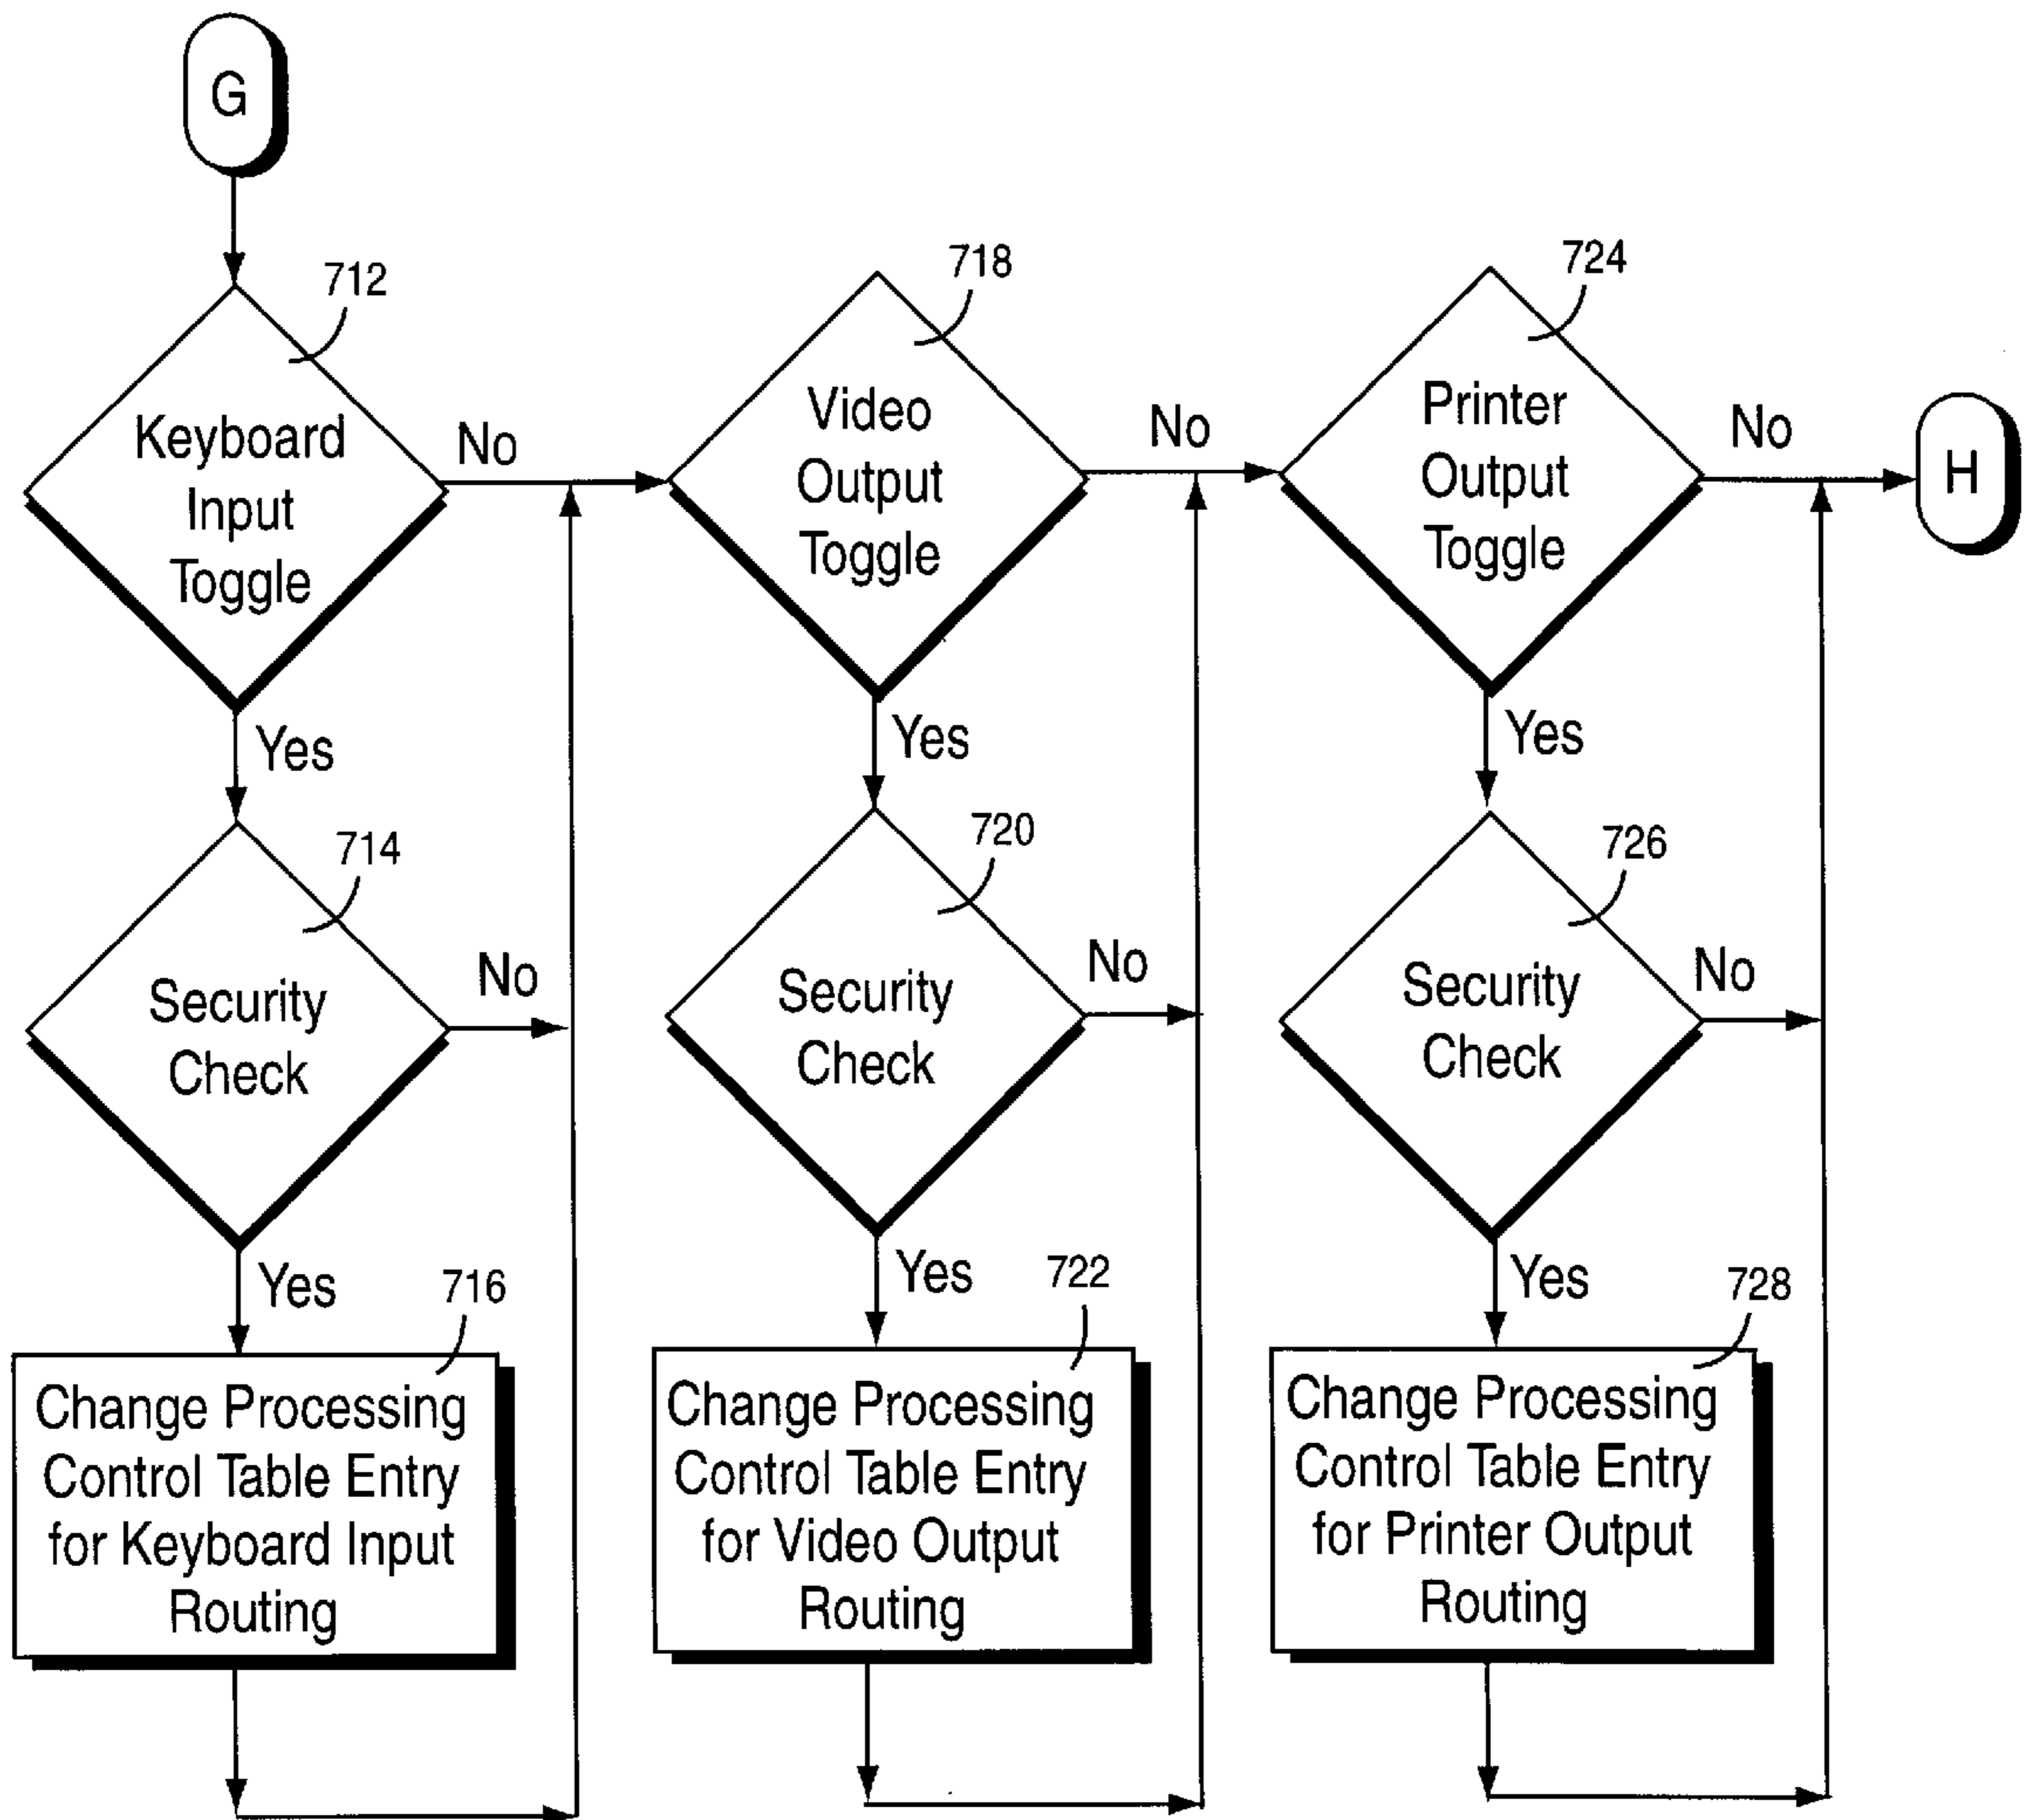 G
712
Keyboard
Input
Toggle
No
Yes
714
Security
Check
No
Yes
716
Change Processing
Control Table Entry
for Keyboard Input
Routing
718
Video
Output
Toggle
No
Yes
720
Security
Check
No
Yes
722
Change Processing
Control Table Entry
for Video Output
Routing
724
Printer
Output
Toggle
No
Yes
726
Security
Check
No
Yes
728
Change Processing
Control Table Entry
for Printer Output
Routing
H